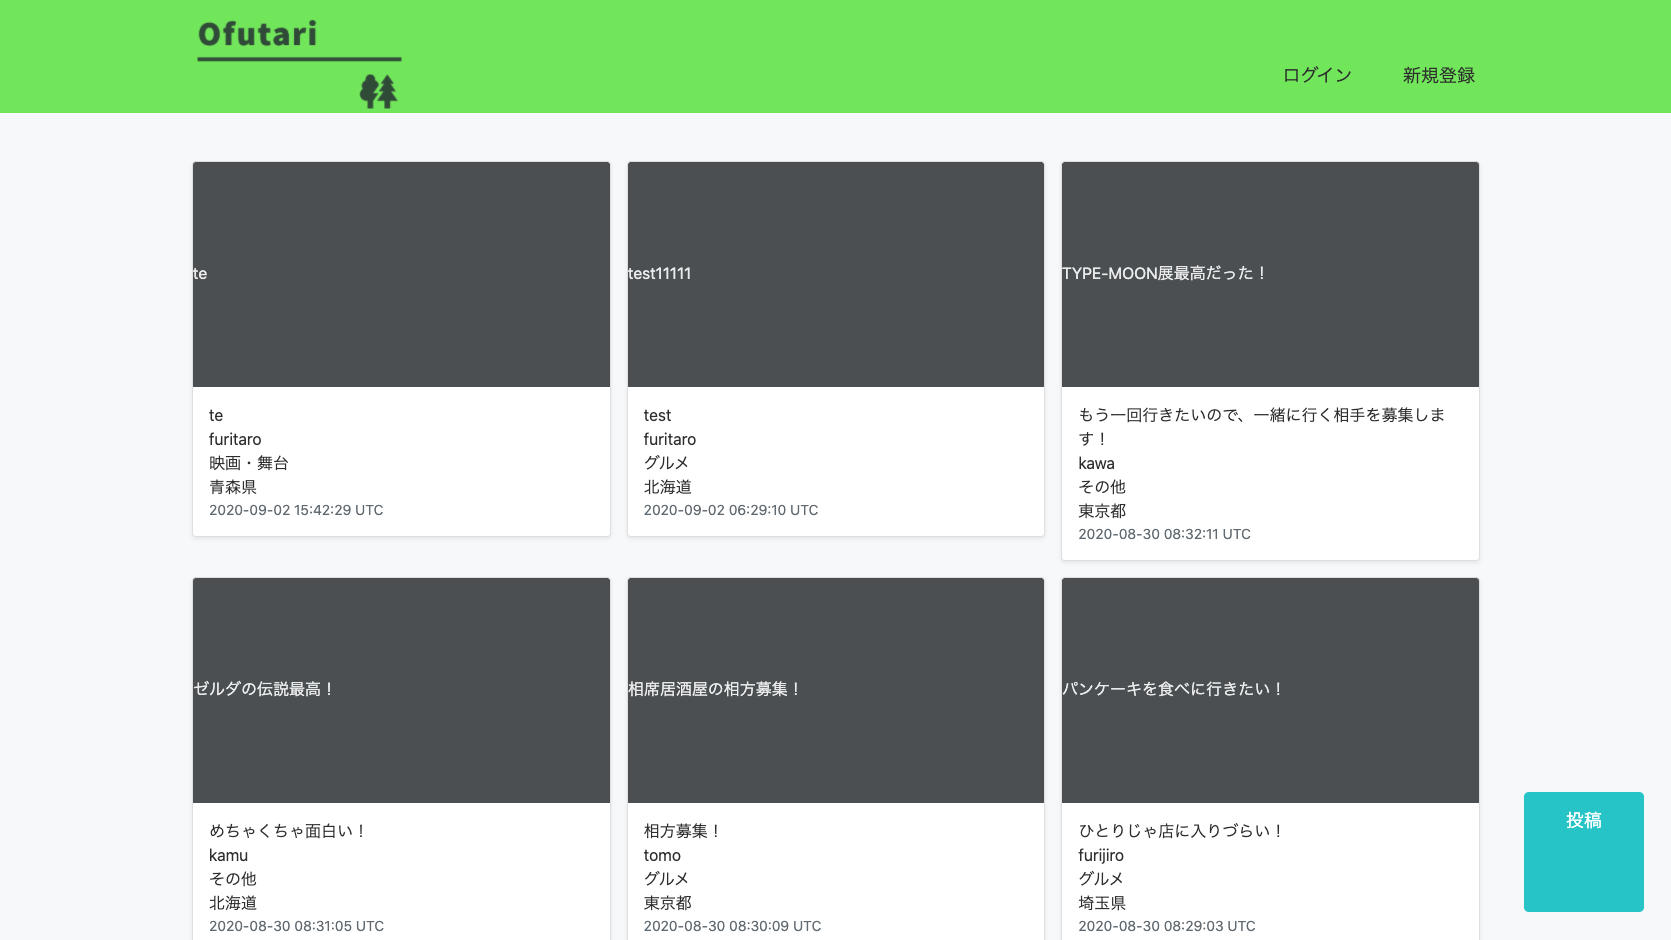 Ofutari
ログイン
新規登録
te
te
furitaro
映画・舞台
青森県
2020-09-02 15:42:29 UTC
test11111
test
furitaro
グルメ
北海道
2020-09-02 06:29:10 UTC
TYPE-MOON展最高だった！
もう一回行きたいので、一緒に行く相手を募集しま
す！
kawa
その他
東京都
2020-08-30 08:32:11 UTC
ゼルダの伝説最高！
めちゃくちゃ面白い！
kamu
その他
北海道
2020-08-30 08:31:05 UTC
相席居酒屋の相方募集！
相方募集！
tomo
グルメ
東京都
2020-08-30 08:30:09 UTC
パンケーキを食べに行きたい！
ひとりじゃ店に入りづらい！
furijiro
グルメ
埼玉県
2020-08-30 08:29:03 UTC
投稿